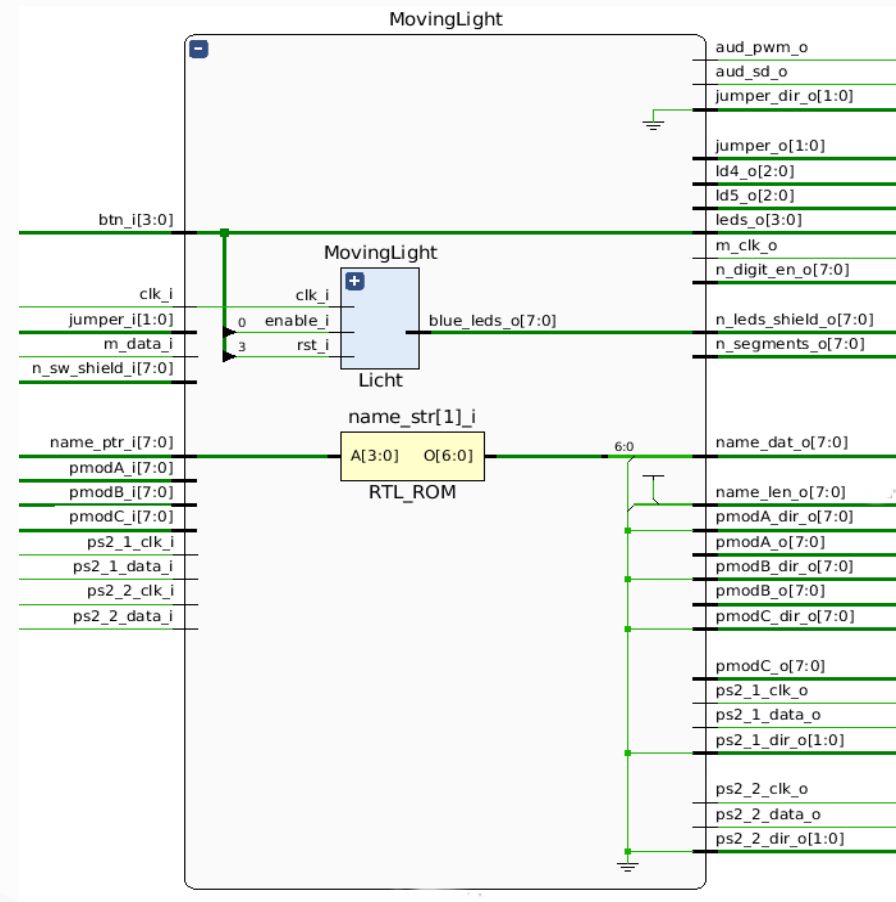 MovingLight
aud_pwm_o
aud_sd_o
jumper_dir_o[1:0]
jumper_o[1:0]
ld4_o[2:0]
ld5_o[2:0]
btn_i[3:0]
leds_o[3:0]
m_clk_o
n_digit_en_o[7:0]
MovingLight
clk_i
clk_i
jumper_i[1:0]
0
enable_i
blue_leds_o[7:0]
n_leds_shield_o[7:0]
m_data_i
3
rst_i
n_segments_o[7:0]
n_sw_shield_i[7:0]
Licht
name_str[1]_i
name_ptr_i[7:0]
A[3:0]
O[6:0]
6:0
name_dat_o[7:0]
pmodA_i[7:0]
RTL_ROM
pmodB_i[7:0]
name_len_o[7:0]
pmodC_i[7:0]
pmodA_dir_o[7:0]
ps2_1_clk_i
pmodA_o[7:0]
ps2_1_data_i
pmodB_dir_o[7:0]
ps2_2_clk_i
pmodB_o[7:0]
ps2_2_data_i
pmodC_dir_o[7:0]
pmodC_o[7:0]
ps2_1_clk_o
ps2_1_data_o
ps2_1_dir_o[1:0]
ps2_2_clk_o
ps2_2_data_o
ps2_2_dir_o[1:0]